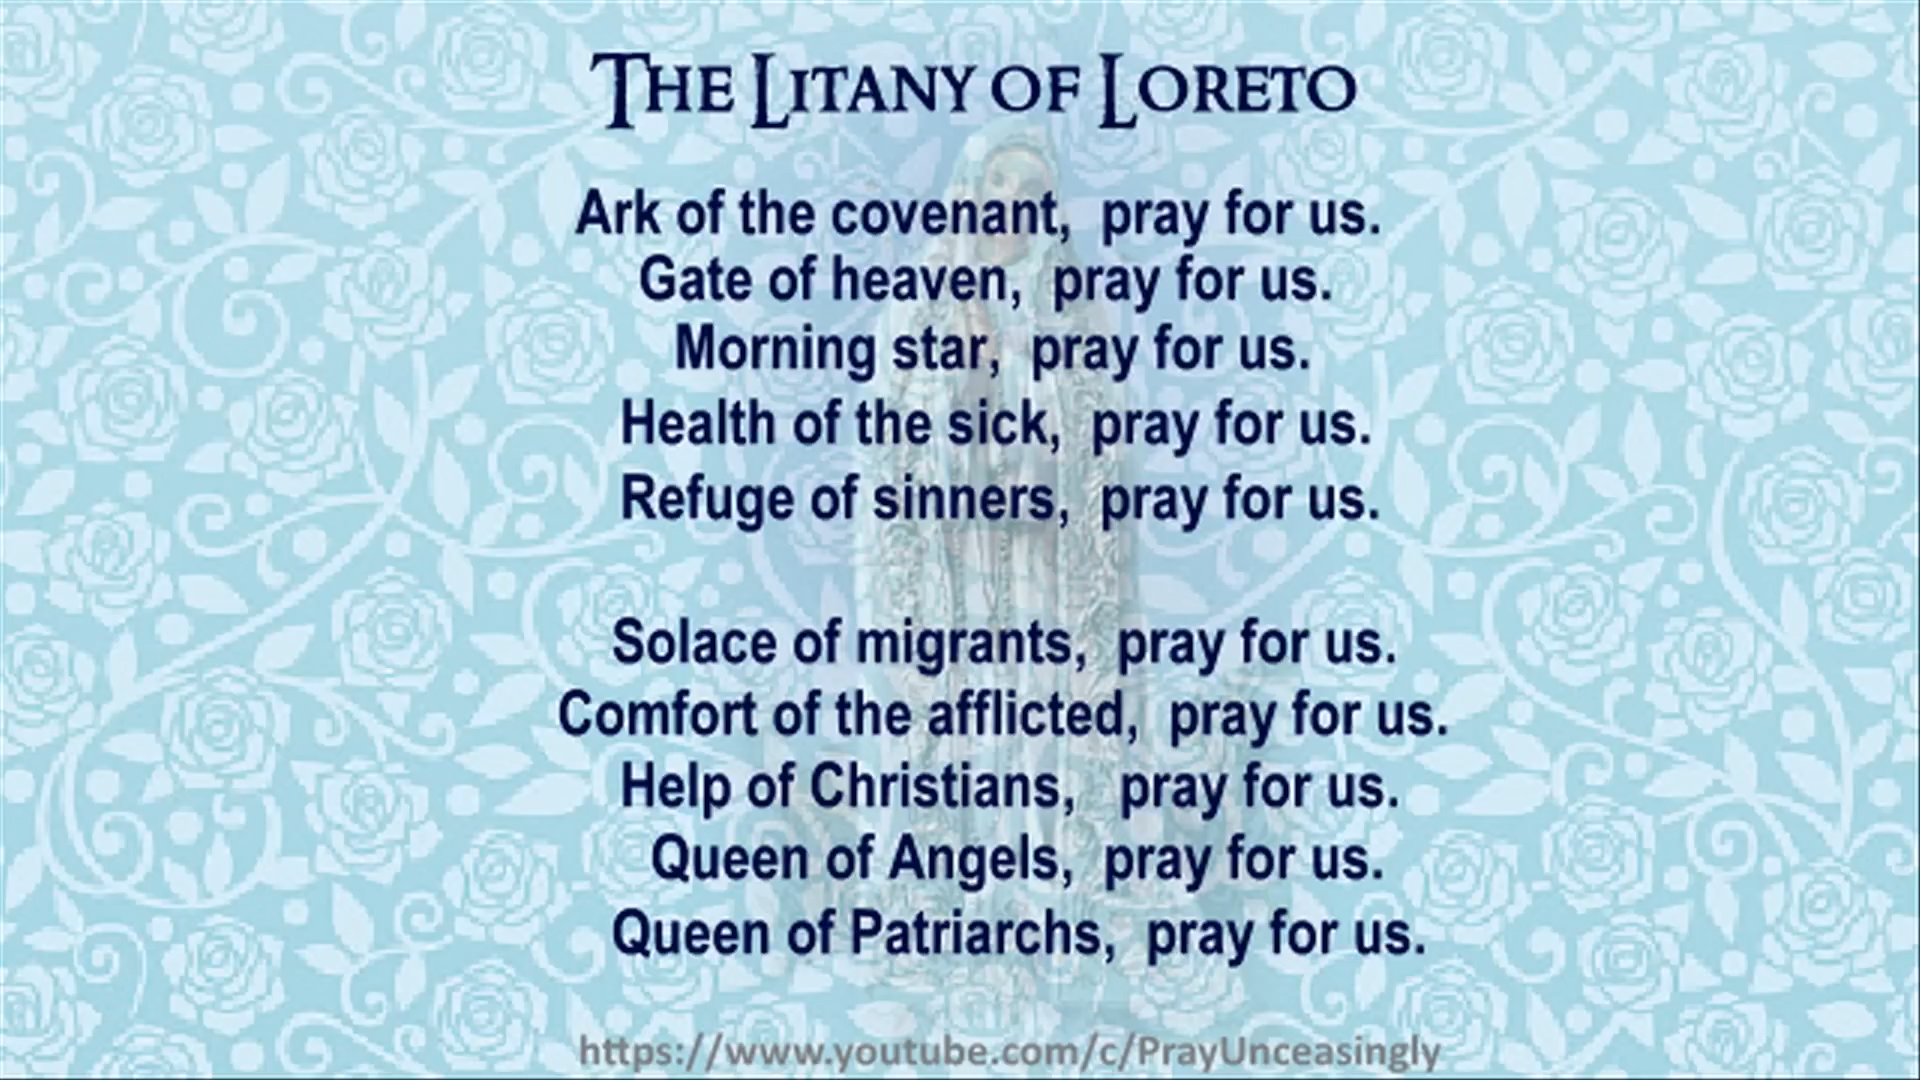 THE LITANY OF LORETO
Ark of the covenant, pray for us.
Gate of heaven, pray for us.
Morning star, pray for us.
Health of the sick, pray for us.
Refuge of sinners, pray for us.
Solace of migrants, pray for us.
Comfort of the afflicted, pray for us.
Help of Christians, pray for us.
Queen of Angels, pray for us.
Queen of Patriarchs, pray for us.
https://www.youtube.com/c/PrayUnceasingly